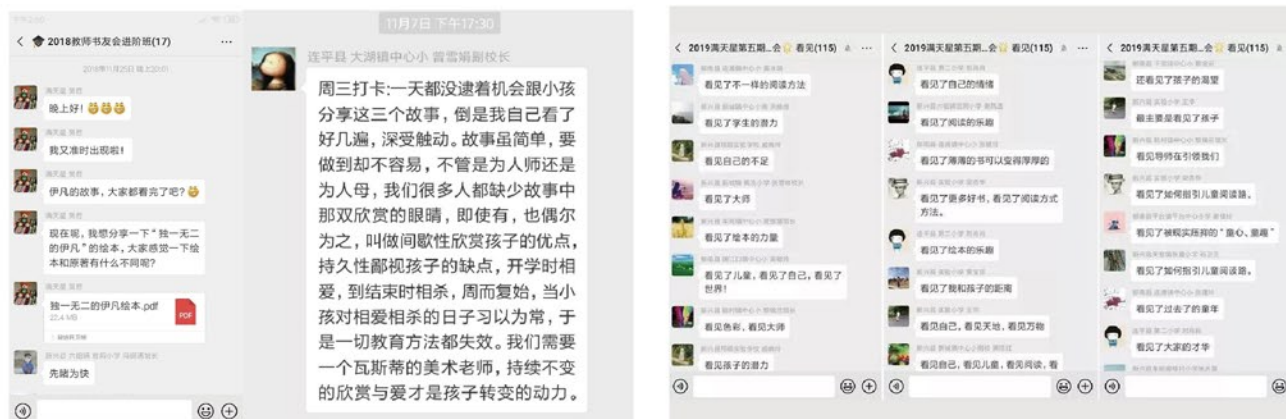 2018教师书友会进阶班(17)
晚上好!
我又准时出现啦!
伊凡的故事,大家都看完了吧?
现在呢,我想分享一下“独一无二
的伊凡”的绘本,大家感觉一下绘
本和原著有什么不同呢?
独一无二的伊凡绘本.pdf
22.4 MB
PDF
先睹为快
11月7日 下午17:30
连平县 大湖镇中心小 曾雪娟副校长
周三打卡:一天都没逮着机会跟小孩
分享这三个故事,倒是我自己看了
好几遍,深受触动。故事虽简单,要
做到却不容易,不管是为人师还是
为人母,我们很多人都缺少故事中
那双欣赏的眼睛,即使有,也偶尔
为之,叫做间歇性欣赏孩子的优点,
持久性鄙视孩子的缺点,开学时相
爱,到结束时相杀,周而复始,当小
孩对相爱相杀的日子习以为常,于
是一切教育方法都失效。我们需要
一个瓦斯蒂的美术老师,持续不变
的欣赏与爱才是孩子转变的动力。
2019满天星第五期...会 看见(115)
看见了不一样的阅读方法
看见了学生的潜力
看见自己的不足
看见了大师
看见了绘本的力量
看见了儿童,看见了自己,看见了
世界!
看见色彩,看见大师
看见孩子的潜力
2019满天星第五期...会 看见(115)
看见了自己的情绪
看见了阅读的乐趣
看见了薄薄的书可以变得厚厚的
看见了更多好书,看见了阅读方式
方法。
看见了绘本的乐趣
看见了我和孩子的距离
看见自己,看见天地,看见万物
看见自己,看见儿童,看见阅读,看
2019满天星第五期...会 看见(115)
还看见了孩子的渴望
最主要是看见了孩子
看见导师在引领我们
看见了如何指引儿童阅读路。
看见了被现实所弃的“童心、童趣”
看见了如何指引儿童阅读路。
看见了过去了的童年
看见了大家的才华